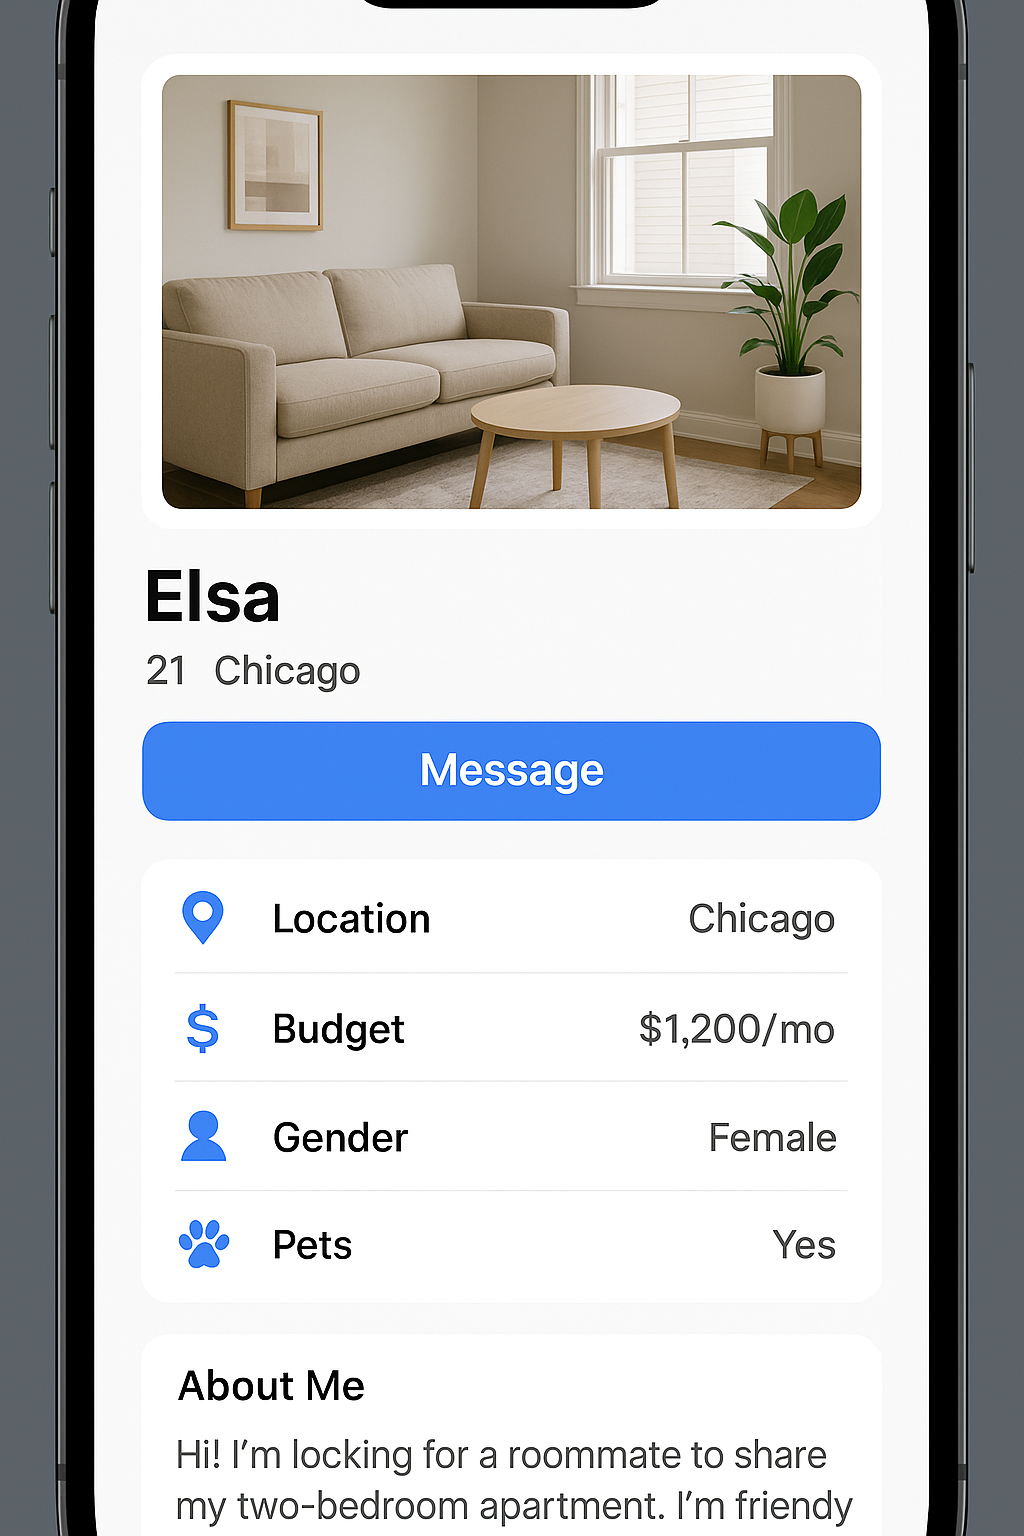 Elsa
21 Chicago
Message
Location Chicago
$ Budget $1,200/mo
Gender Female
Pets Yes
About Me
Hi! I’m locking for a roommate to share
my two-bedroom apartment. I’m friendly